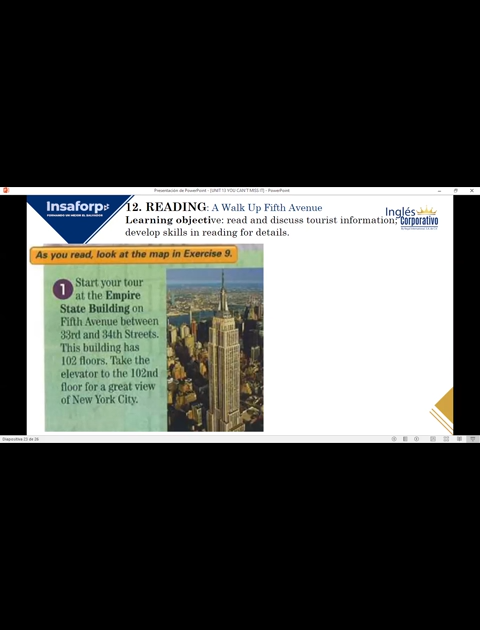 Presentación de PowerPoint - [UNIT 13 YOU CAN'T MISS IT] - PowerPoint
Insaforp
12. READING: A Walk Up Fifth Avenue
Learning objective: read and discuss tourist information;
develop skills in reading for details.
Inglés
Corporativo
As you read, look at the map in Exercise 9.
1 Start your tour
at the Empire
State Building on
Fifth Avenue between
33rd and 34th Streets.
This building has
102 floors. Take the
elevator to the 102nd
floor for a great view
of New York City.